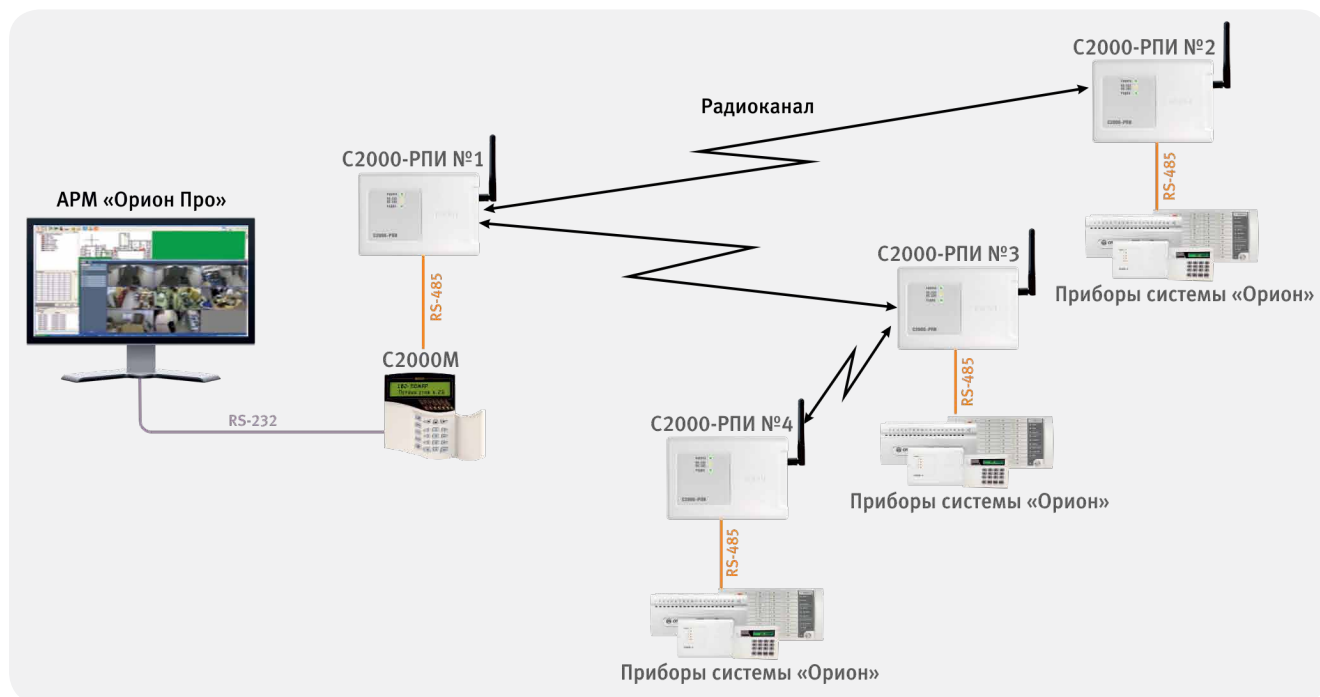 С2000-РПИ №2
Радиоканал
RS-485
С2000-РПИ №1
АРМ «Орион Про»
С2000-РПИ №3
Приборы системы «Орион»
RS-485
С2000М
RS-485
С2000-РПИ №4
RS-232
Приборы системы «Орион»
RS-485
Приборы системы «Орион»